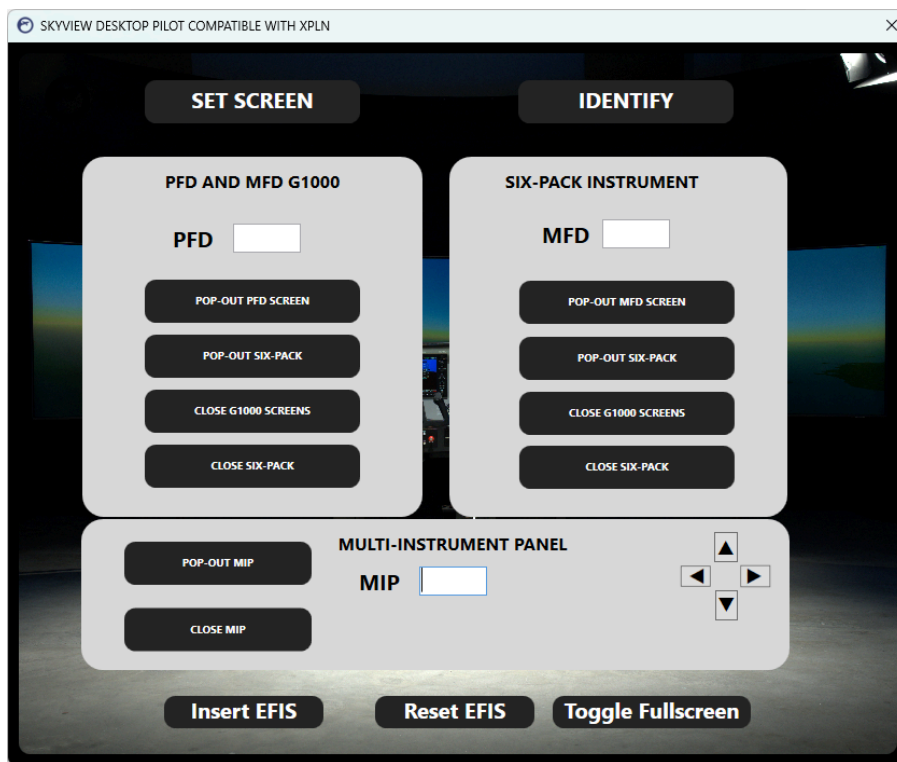 SKYVIEW DESKTOP PILOT COMPATIBLE WITH XPLN
SET SCREEN
IDENTIFY
PFD AND MFD G1000
PFD
POP-OUT PFD SCREEN
POP-OUT SIX-PACK
CLOSE G1000 SCREENS
CLOSE SIX-PACK
SIX-PACK INSTRUMENT
MFD
POP-OUT MFD SCREEN
POP-OUT SIX-PACK
CLOSE G1000 SCREENS
CLOSE SIX-PACK
MULTI-INSTRUMENT PANEL
POP-OUT MIP
MIP
CLOSE MIP
Insert EFIS
Reset EFIS
Toggle Fullscreen